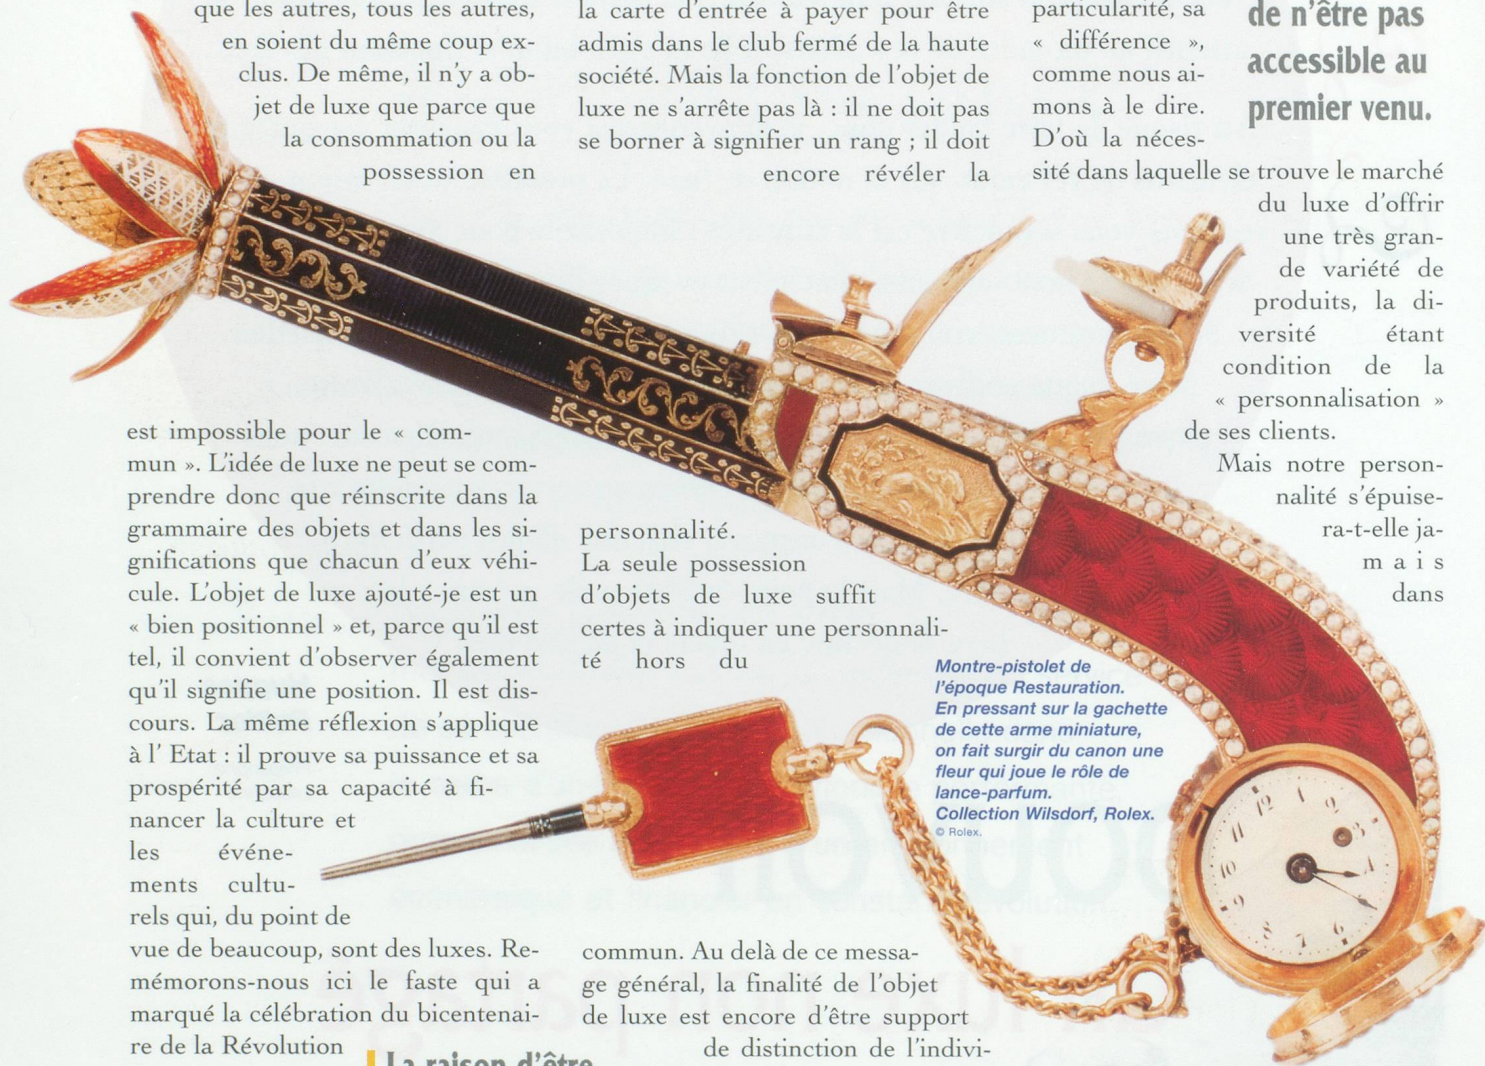 que les autres, tous les autres,
en soient du même coup ex-
clus. De même, il n'y a ob-
jet de luxe que parce que
la consommation ou la
possession en
est impossible pour le « com-
mun ». L'idée de luxe ne peut se com-
prendre donc que réinscrite dans la
grammaire des objets et dans les si-
gnifications que chacun d'eux véhi-
cule. L'objet de luxe ajouté-je est un
« bien positionnel » et, parce qu'il est
tel, il convient d'observer également
qu'il signifie une position. Il est dis-
cours. La même réflexion s'applique
à l' Etat : il prouve sa puissance et sa
prospérité par sa capacité à fi-
nancer la culture et
les événe-
ments cultu-
rels qui, du point de
vue de beaucoup, sont des luxes. Re-
mémorons-nous ici le faste qui a
marqué la célébration du bicentenai-
re de la Révolution
La raison d'être
la carte d'entrée à payer pour être
admis dans le club fermé de la haute
société. Mais la fonction de l'objet de
luxe ne s'arrête pas là : il ne doit pas
se borner à signifier un rang ; il doit
encore révéler la
personnalité.
La seule possession
d'objets de luxe suffit
certes à indiquer une personnali-
té hors du
commun. Au delà de ce messa-
ge général, la finalité de l'objet
de luxe est encore d'être support
de distinction de l'indivi-
Montre-pistolet de
l'époque Restauration.
En pressant sur la gachette
de cette arme miniature,
on fait surgir du canon une
fleur qui joue le rôle de
lance-parfum.
Collection Wilsdorf, Rolex.
© Rolex.
particularité, sa
« différence »,
comme nous ai-
mons à le dire.
D'où la néces-
sité dans laquelle se trouve le marché
du luxe d'offrir
une très gran-
de variété de
produits, la di-
versité étant
condition de la
« personnalisation »
de ses clients.
Mais notre person-
nalité s'épuise-
ra-t-elle ja-
mais
dans
de n'être pas
accessible au
premier venu.